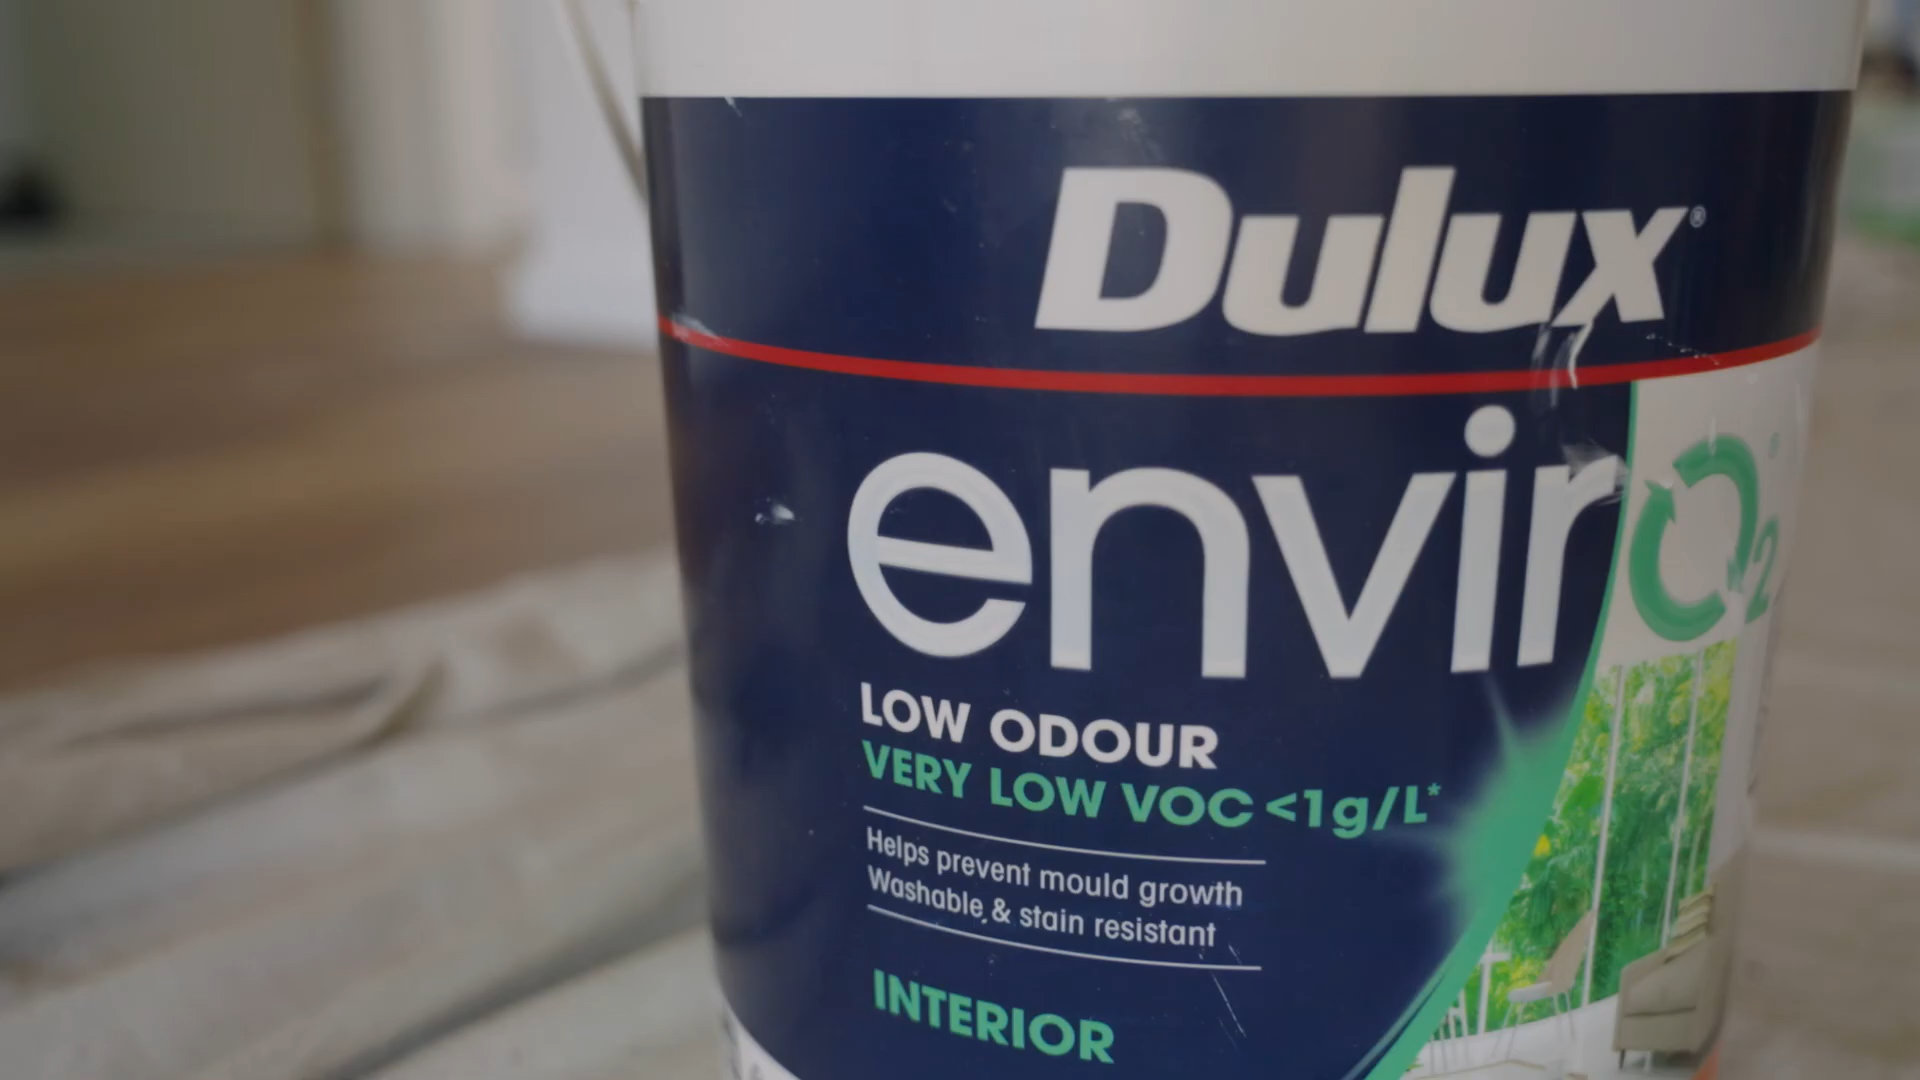 Dulux®
envirO2
LOW ODOUR
VERY LOW VOC <1g/L*
Helps prevent mould growth
Washable & stain resistant
INTERIOR